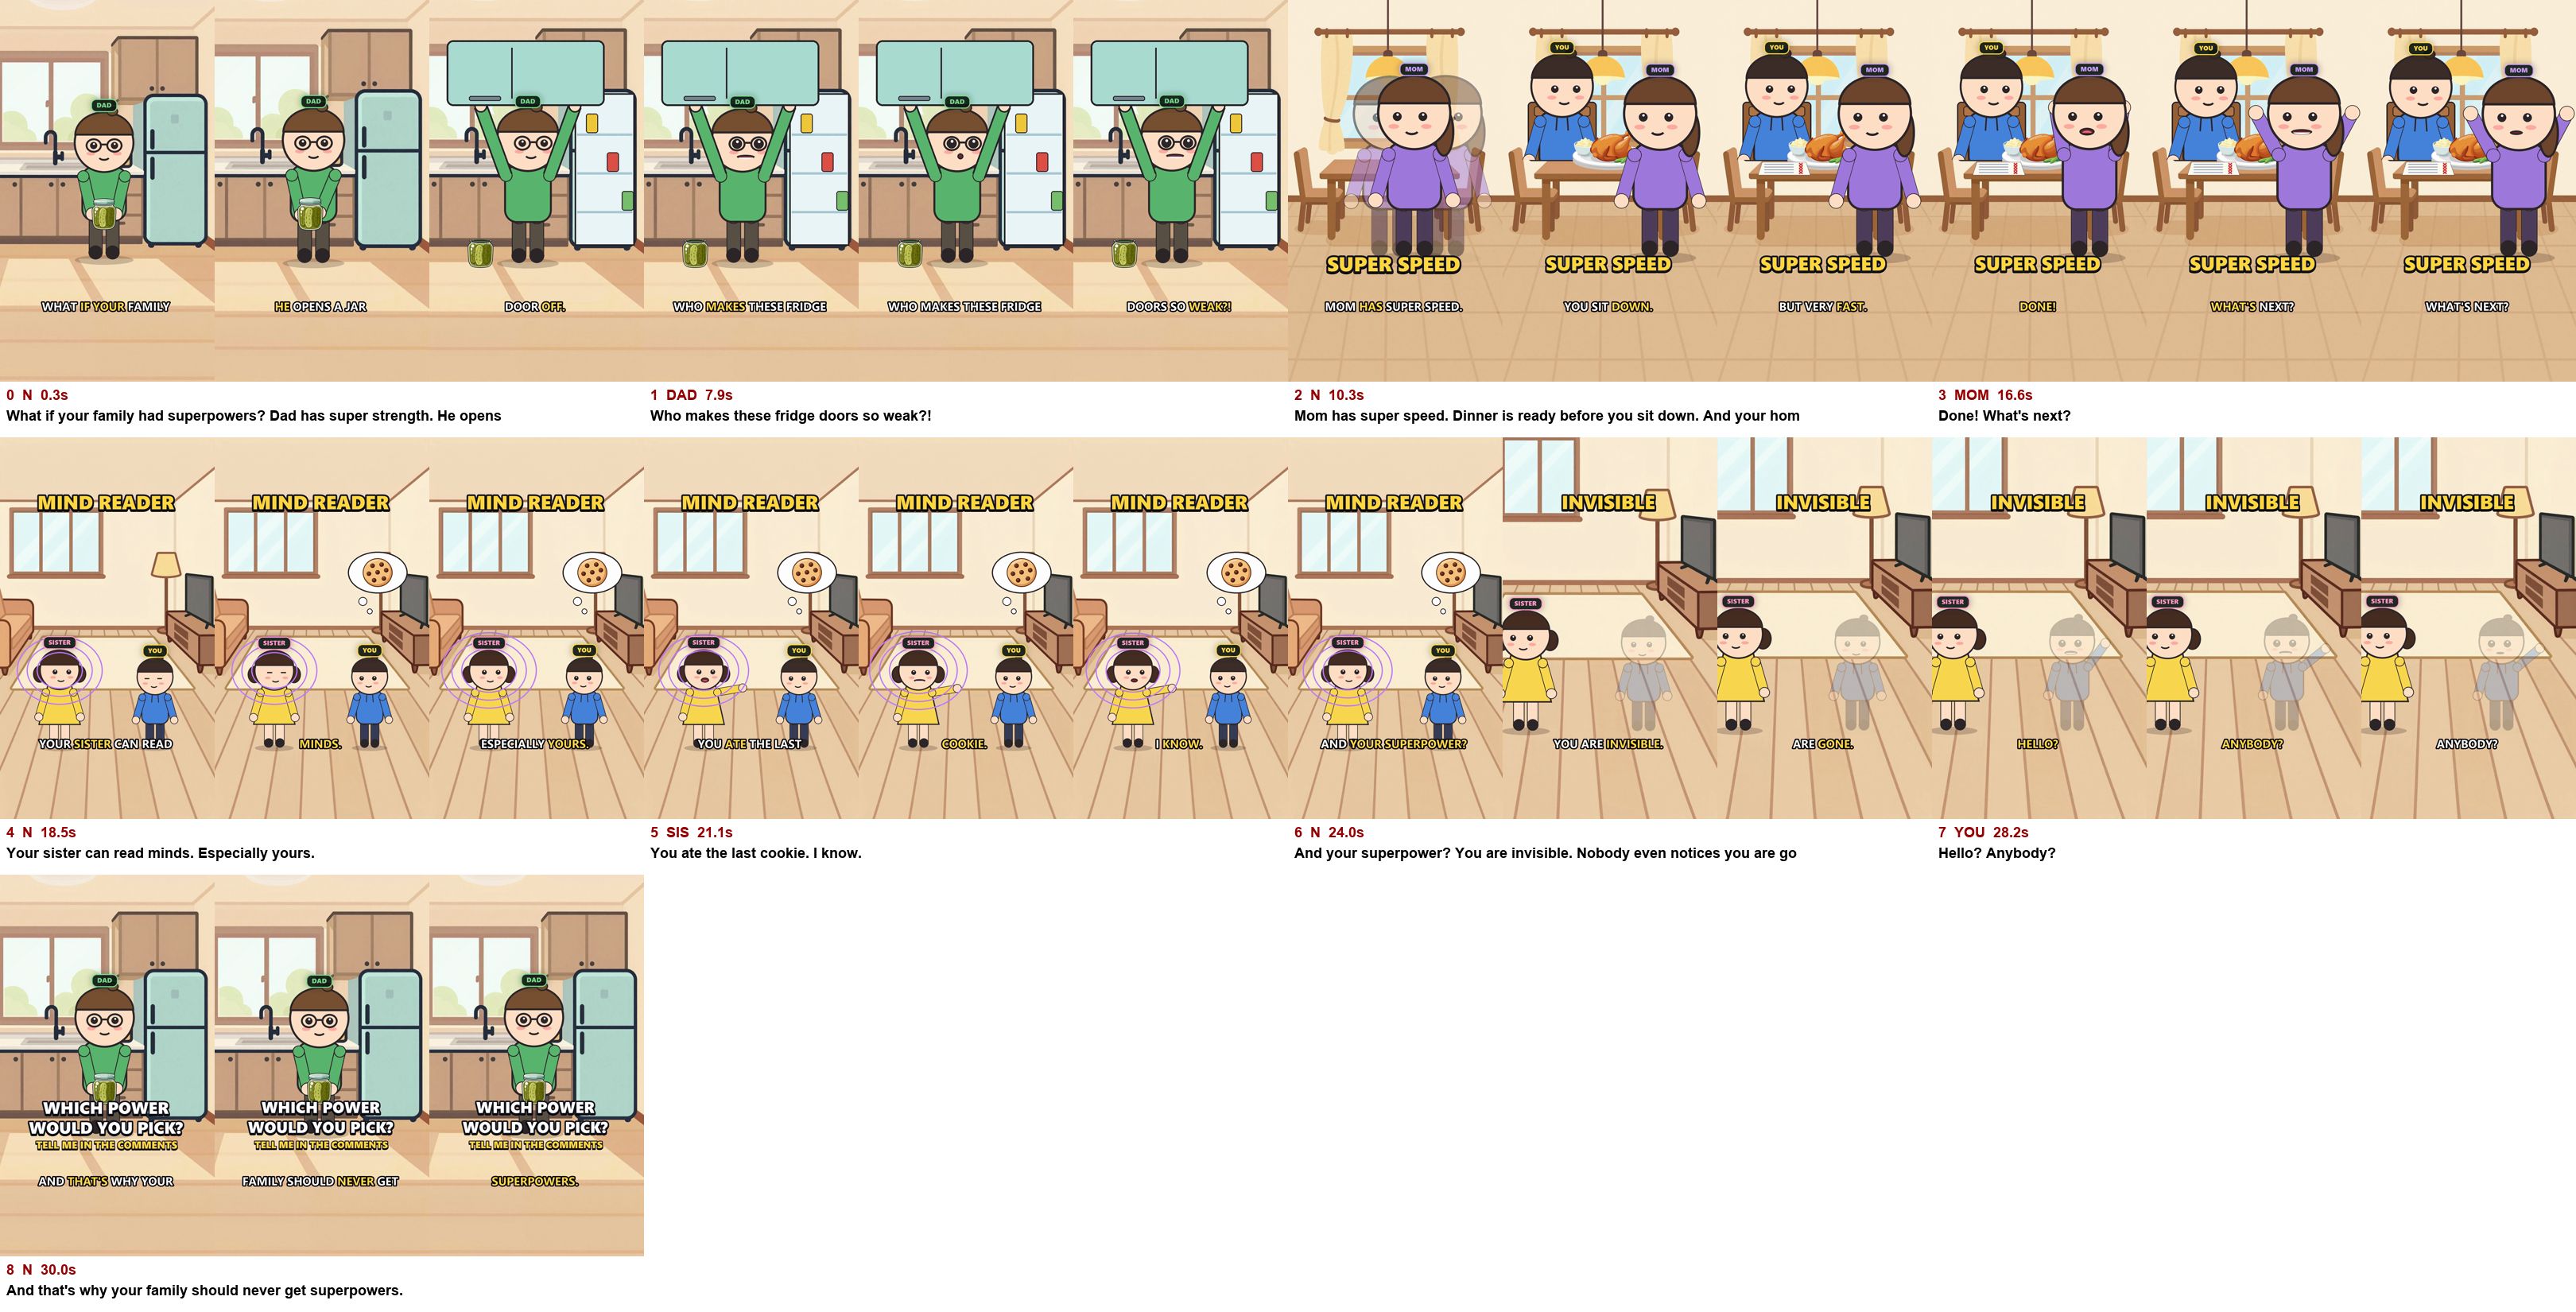 DAD
WHAT IF YOUR FAMILY
DAD
HE OPENS A JAR
DAD
DOOR OFF.
DAD
WHO MAKES THESE FRIDGE
DAD
WHO MAKES THESE FRIDGE
DAD
DOORS SO WEAK?!
MOM
SUPER SPEED
MOM HAS SUPER SPEED.
YOU
MOM
SUPER SPEED
YOU SIT DOWN.
YOU
MOM
SUPER SPEED
BUT VERY FAST.
YOU
MOM
SUPER SPEED
DONE!
YOU
MOM
SUPER SPEED
WHAT'S NEXT?
YOU
MOM
SUPER SPEED
WHAT'S NEXT?
0 N 0.3s
What if your family had superpowers? Dad has super strength. He opens
1 DAD 7.9s
Who makes these fridge doors so weak?!
2 N 10.3s
Mom has super speed. Dinner is ready before you sit down. And your hom
3 MOM 16.6s
Done! What's next?
MIND READER
SISTER
YOU
YOUR SISTER CAN READ
MIND READER
SISTER
YOU
MINDS.
MIND READER
SISTER
YOU
ESPECIALLY YOURS.
MIND READER
SISTER
YOU
YOU ATE THE LAST
MIND READER
SISTER
YOU
COOKIE.
MIND READER
SISTER
YOU
I KNOW.
MIND READER
SISTER
YOU
AND YOUR SUPERPOWER?
INVISIBLE
SISTER
YOU ARE INVISIBLE.
INVISIBLE
SISTER
ARE GONE.
INVISIBLE
SISTER
HELLO?
INVISIBLE
SISTER
ANYBODY?
INVISIBLE
SISTER
ANYBODY?
4 N 18.5s
Your sister can read minds. Especially yours.
5 SIS 21.1s
You ate the last cookie. I know.
6 N 24.0s
And your superpower? You are invisible. Nobody even notices you are go
7 YOU 28.2s
Hello? Anybody?
DAD
WHICH POWER
WOULD YOU PICK?
TELL ME IN THE COMMENTS
AND THAT'S WHY YOUR
DAD
WHICH POWER
WOULD YOU PICK?
TELL ME IN THE COMMENTS
FAMILY SHOULD NEVER GET
DAD
WHICH POWER
WOULD YOU PICK?
TELL ME IN THE COMMENTS
SUPERPOWERS.
8 N 30.0s
And that's why your family should never get superpowers.